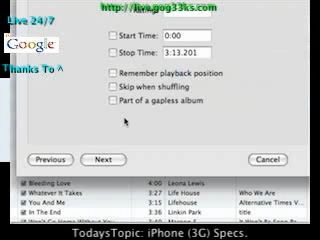 http://live.pog33ks.com
Live 24/7
Google
Thanks To ^
Start Time: 0:00
Stop Time: 3:13.201
Remember playback position
Skip when shuffling
Part of a gapless album
Previous Next Cancel
Bleeding Love 4:00 Leona Lewis
Whatever It Takes 3:27 Life House Who We Are
You and Me 3:15 Lifehouse Alternative Times V...
In The End 3:36 Linkin Park title
TodaysTopic: iPhone (3G) Specs.